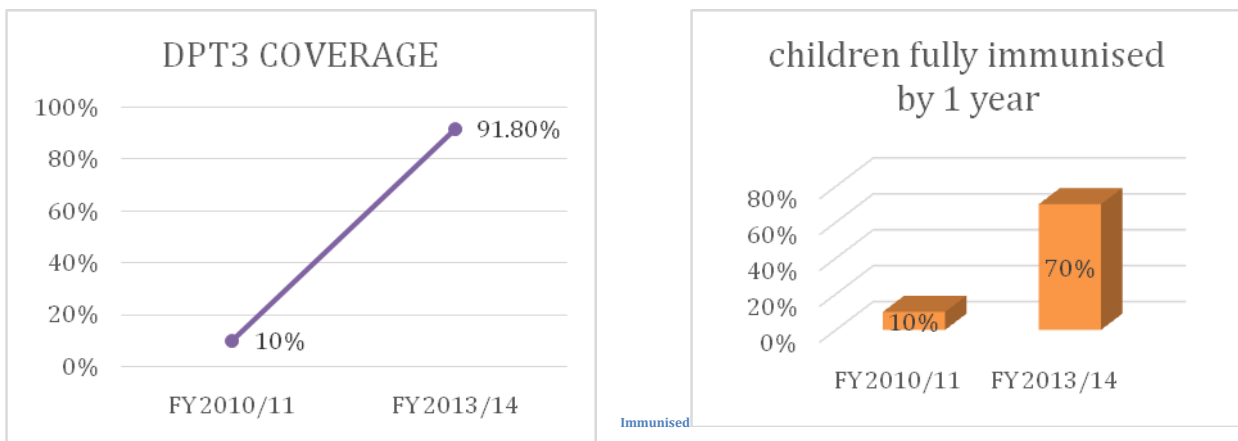 DPT3 COVERAGE
100%
80%
60%
40%
20%
0%
91.80%
10%
FY2010/11 FY2013/14
Immunised
children fully immunised
by 1 year
80%
60%
40%
20%
0%
70%
10%
FY2010/11 FY2013/14